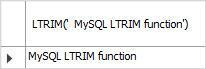 LTRIM('  MySQL LTRIM function')
MySQL LTRIM function